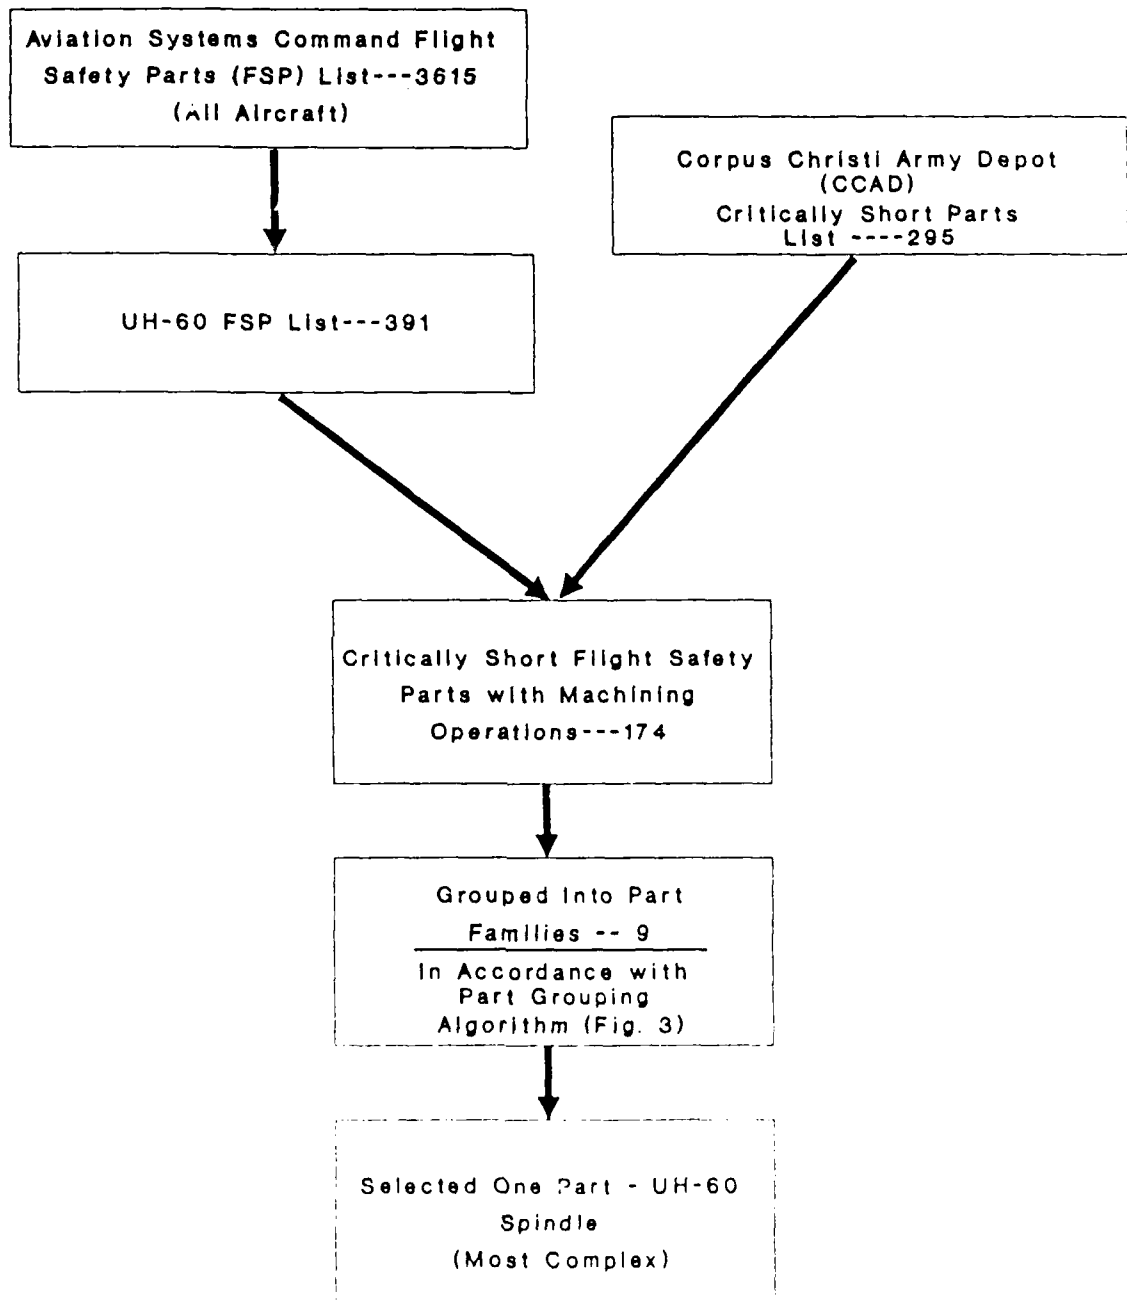 Aviation Systems Command Flight
Safety Parts (FSP) List---3615
(All Aircraft)
Corpus Christi Army Depot
(CCAD)
Critically Short Parts
List ----295
UH-60 FSP List---391
Critically Short Flight Safety
Parts with Machining
Operations---174
Grouped Into Part
Families -- 9
In Accordance with
Part Grouping
Algorithm (Fig. 3)
Selected One Part - UH-60
Spindle
(Most Complex)